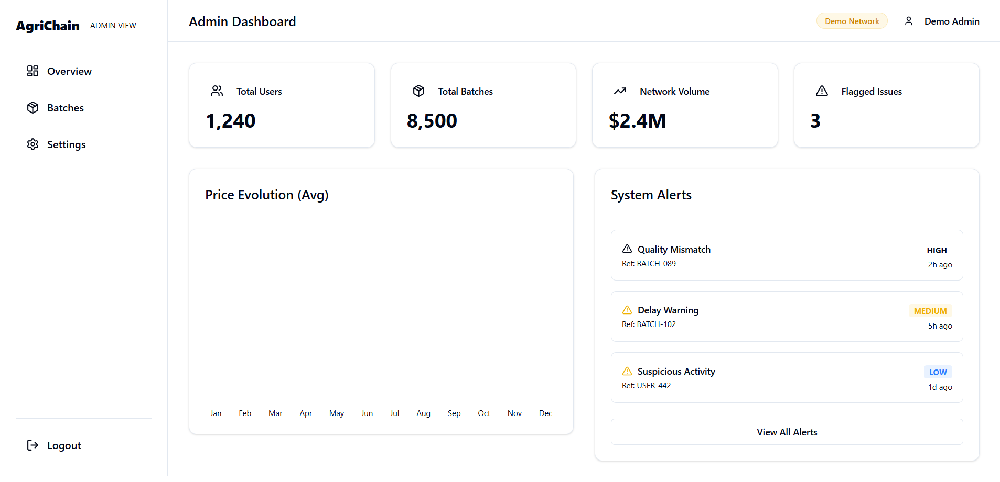 AgriChain ADMIN VIEW
Overview
Batches
Settings
Logout
Admin Dashboard
Demo Network
Demo Admin
Total Users
1,240
Total Batches
8,500
Network Volume
$2.4M
Flagged Issues
3
Price Evolution (Avg)
Jan Feb Mar Apr May Jun Jul Aug Sep Oct Nov Dec
System Alerts
Quality Mismatch
HIGH
Ref: BATCH-089
2h ago
Delay Warning
MEDIUM
Ref: BATCH-102
5h ago
Suspicious Activity
LOW
Ref: USER-442
1d ago
View All Alerts